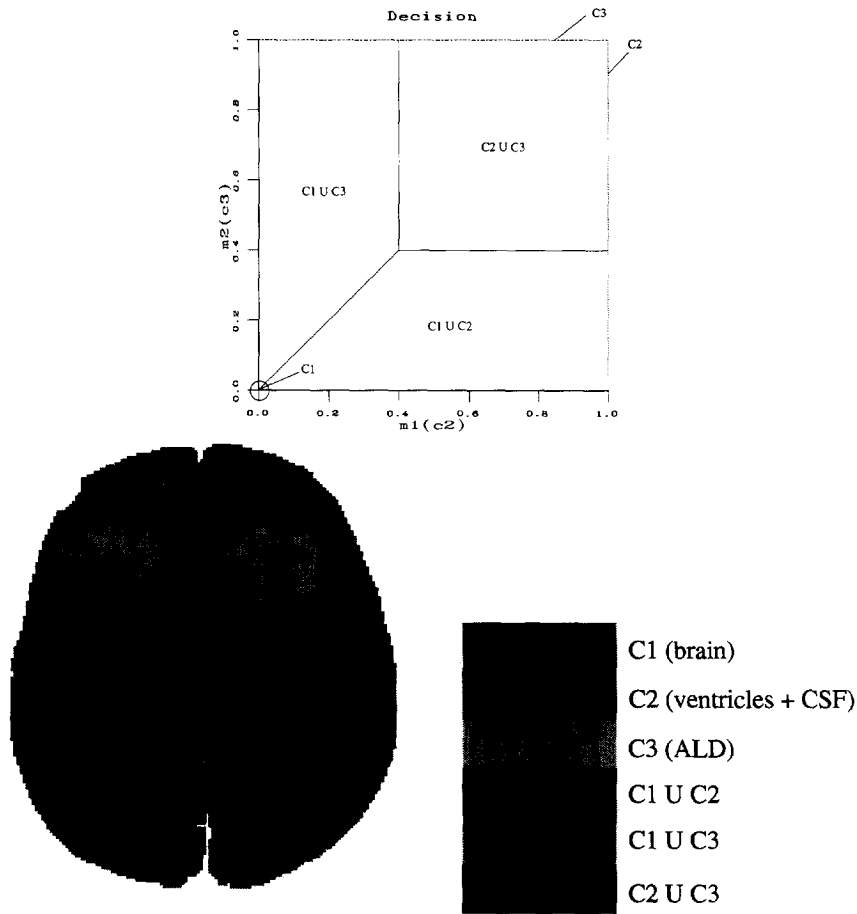 Decision
C3
C2
1.0
0.8
0.6
0.4
0.2
0.0
m2(c3)
C2 U C3
C1 U C3
C1 U C2
C1
0.0 0.2 0.4 0.6 0.8 1.0
m1(c2)
C1 (brain)
C2 (ventricles + CSF)
C3 (ALD)
C1 U C2
C1 U C3
C2 U C3